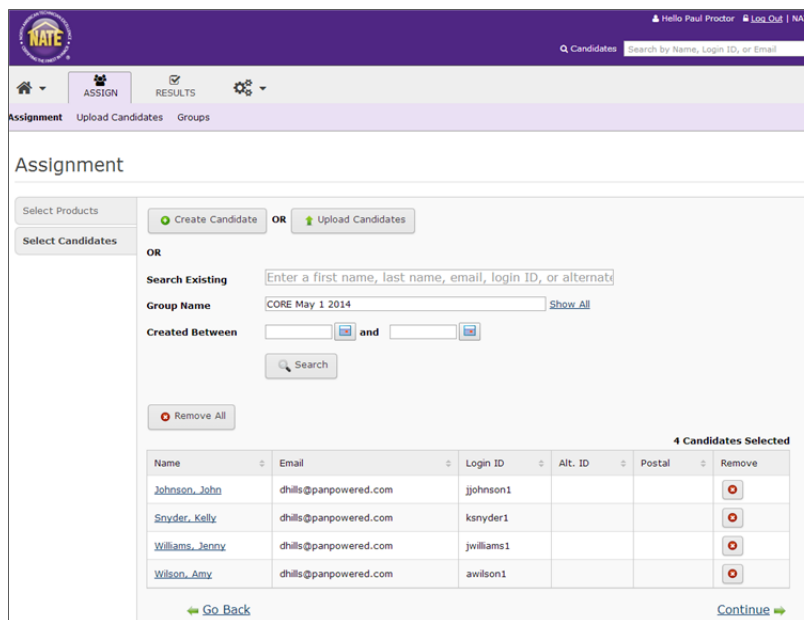 Hello Paul Proctor Log Out | NA
NATE
Candidates Search by Name, Login ID, or Email
ASSIGN RESULTS
Assignment Upload Candidates Groups
Assignment
Select Products
Select Candidates
Create Candidate OR Upload Candidates
OR
Search Existing Enter a first name, last name, email, login ID, or alternate
Group Name CORE May 1 2014 Show All
Created Between and
Search
Remove All
4 Candidates Selected
Name Email Login ID Alt. ID Postal Remove
Johnson, John dhills@panpowered.com jjohnson1
Snyder, Kelly dhills@panpowered.com ksnyder1
Williams, Jenny dhills@panpowered.com jwilliams1
Wilson, Amy dhills@panpowered.com awilson1
Go Back Continue